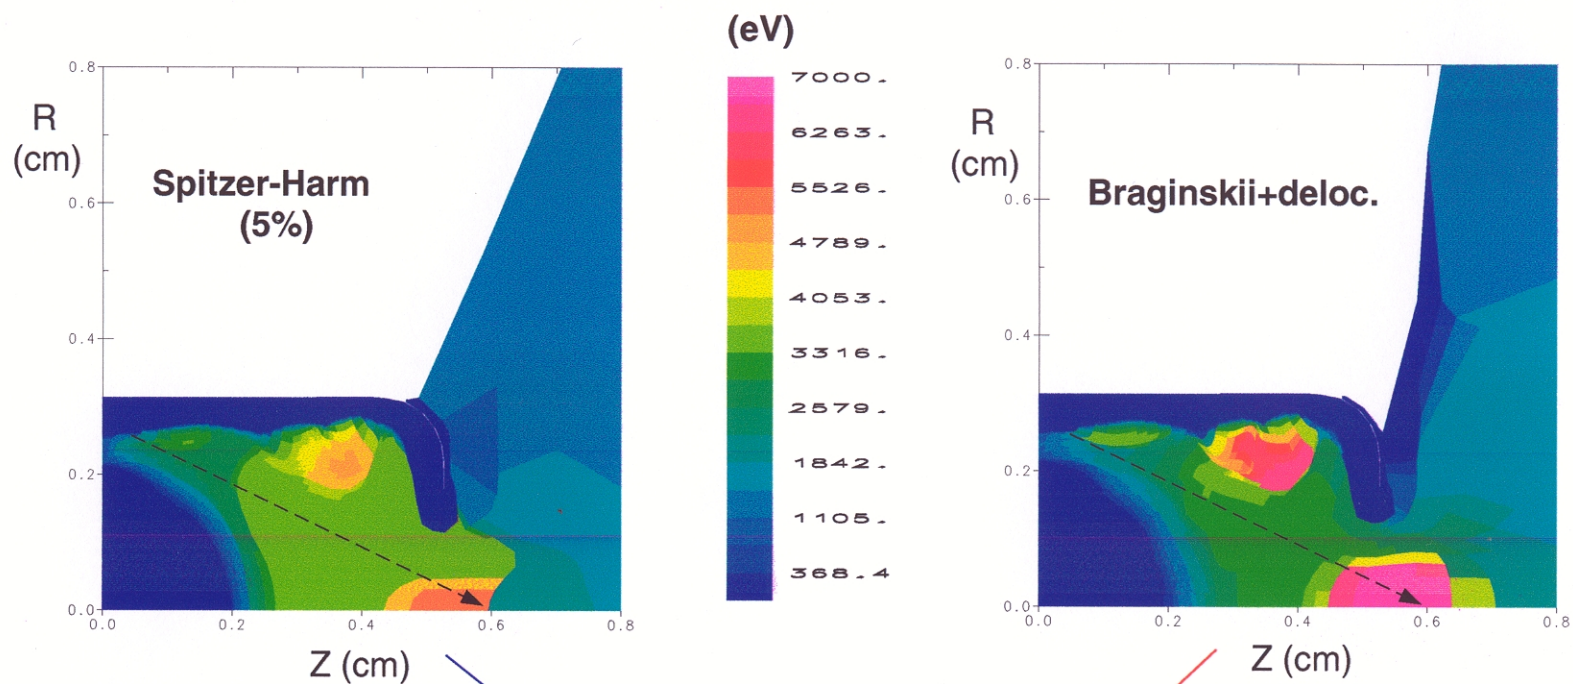 (eV)
7000.
6263.
5526.
4789.
4053.
3316.
2579.
1842.
1105.
368.4
0.8
R
(cm)
Spitzer-Harm
(5%)
0.6
0.4
0.2
0.0
0.0 0.2 0.4 0.6 0.8
Z (cm)
0.8
R
(cm)
Braginskii+deloc.
0.6
0.4
0.2
0.0
0.0 0.2 0.4 0.6 0.8
Z (cm)